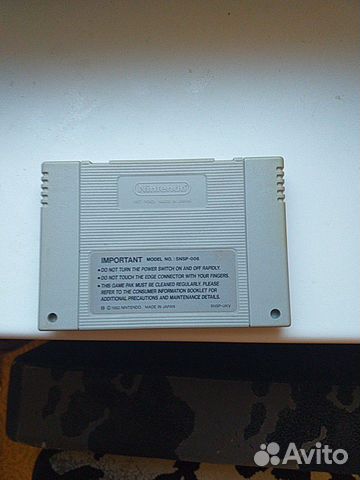 Nintendo
IMPORTANT MODEL NO.: SNSP-006
• DO NOT TURN THE POWER SWITCH ON AND OFF RAPIDLY.
• DO NOT TOUCH THE EDGE CONNECTOR WITH YOUR FINGERS.
• THIS GAME PAK MUST BE CLEANED REGULARLY. PLEASE
REFER TO THE CONSUMER INFORMATION BOOKLET FOR
ADDITIONAL PRECAUTIONS AND MAINTENANCE DETAILS.
© 1992 NINTENDO MADE IN JAPAN SNSP-UKV
Avito